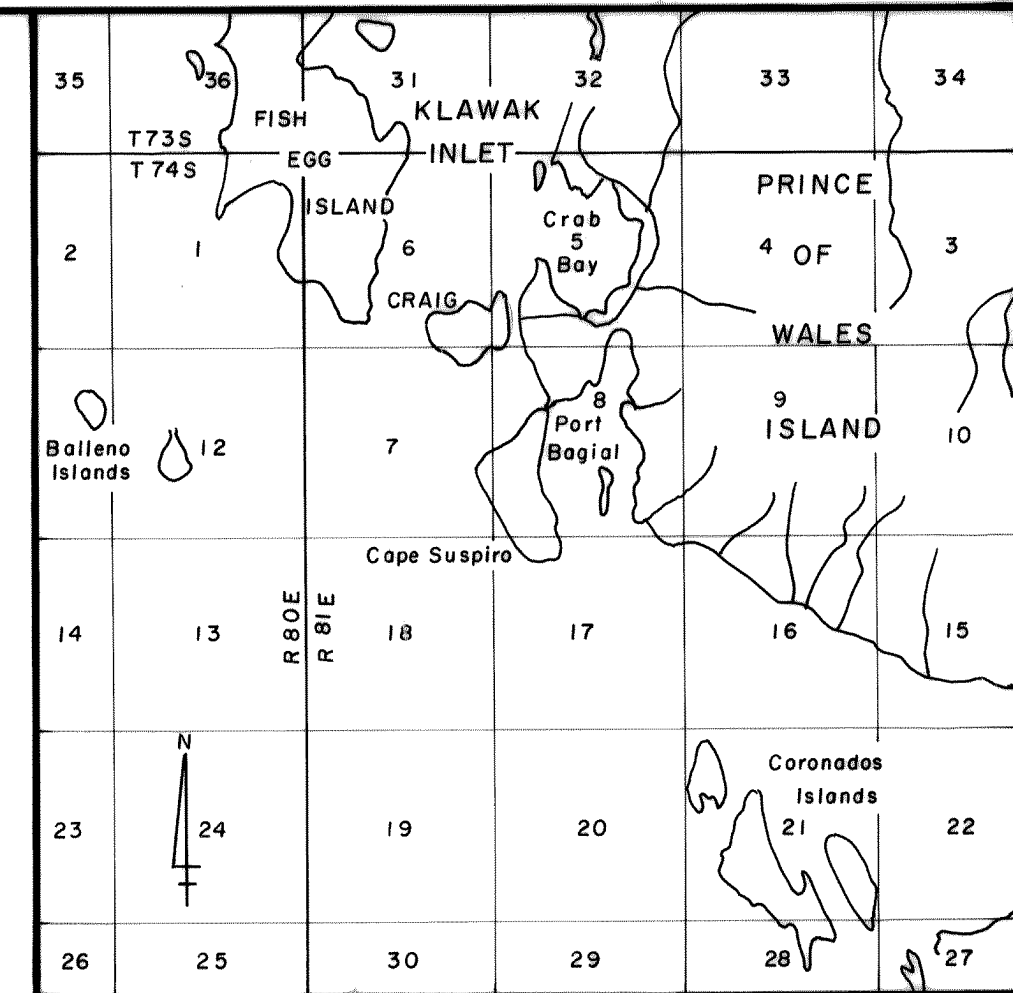 35 36 31 32 33 34
FISH
KLAWAK
T73S
EGG
INLET
T74S
PRINCE
ISLAND
Crab
2 1 6 5 4 OF 3
Bay
CRAIG
WALES
8 9
Port
ISLAND
10
Balleno
12 7
Bagial
Islands
Cape Suspiro
R80E
R81E
14 13 18 17 16 15
N
Coronados
Islands
23 24 19 20 21 22
26 25 30 29 28 27